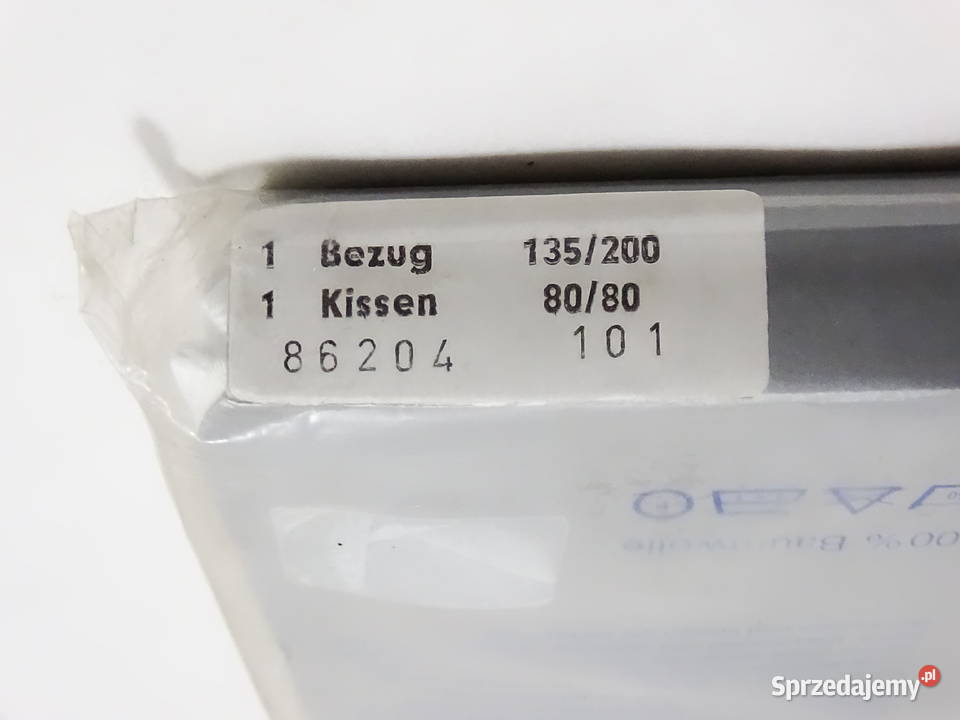 1 Bezug 135/200
1 Kissen 80/80
86204 101
Sprzedajemy.pl